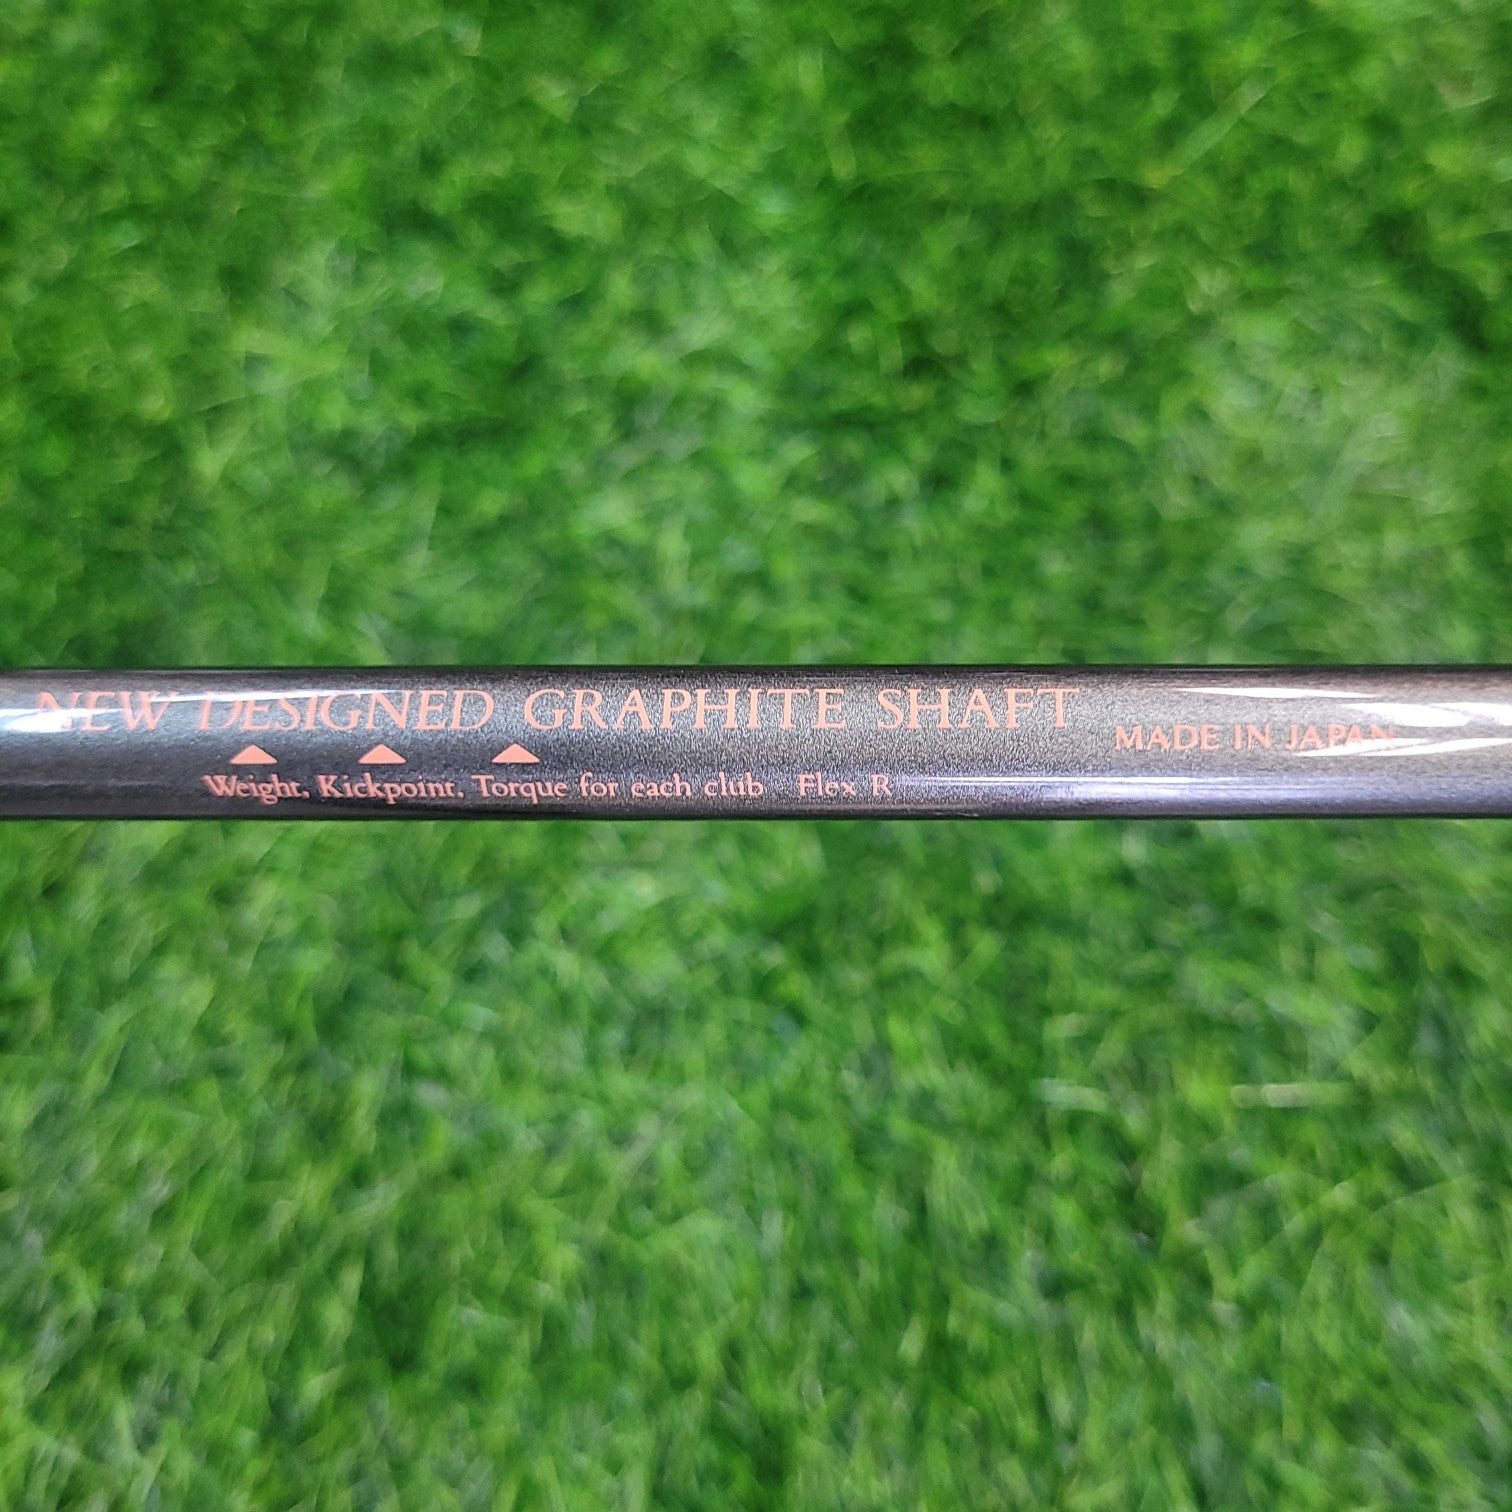 NEW DESIGNED GRAPHITE SHAFT
MADE IN JAPAN
Weight, Kickpoint, Torque for each club Flex R